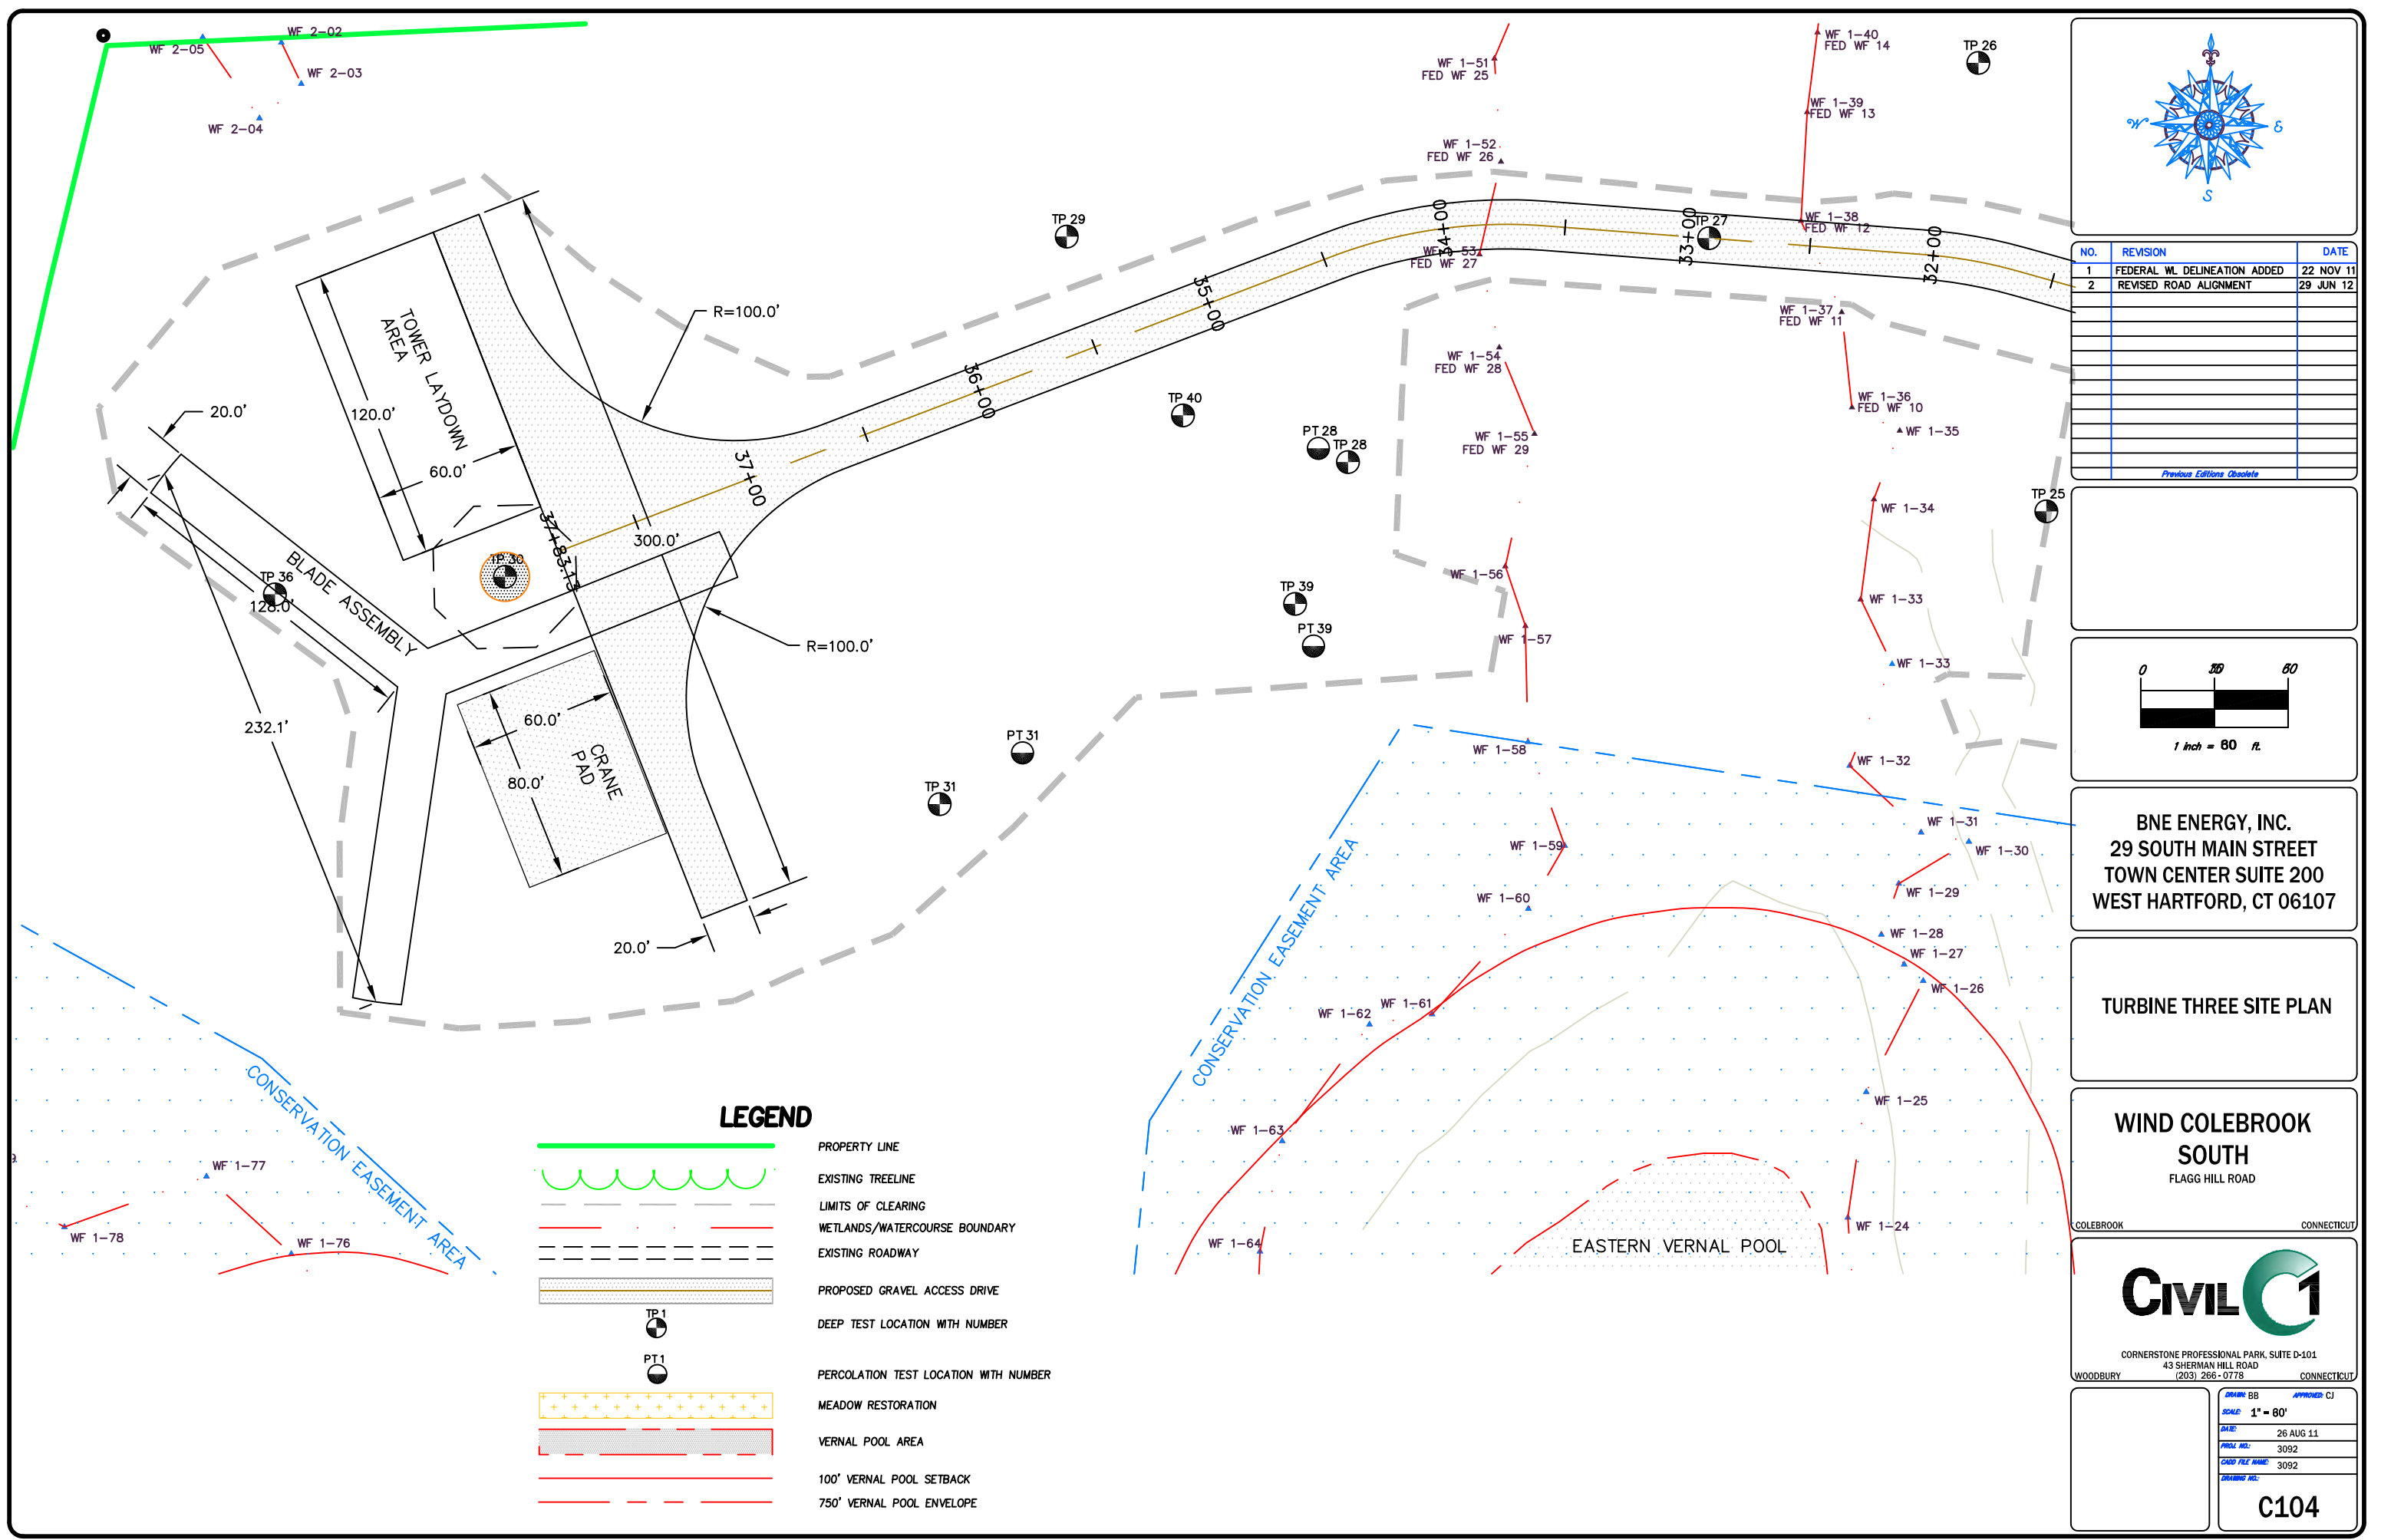 WF 2-05
WF 2-02
WF 2-03
WF 2-04
WF 1-51
FED WF 25
WF 1-52
FED WF 26
WF 1-53
FED WF 27
WF 1-54
FED WF 28
WF 1-55
FED WF 29
WF 1-56
WF 1-57
WF 1-58
WF 1-59
WF 1-60
WF 1-61
WF 1-62
WF 1-63
WF 1-64
WF 1-40
FED WF 14
WF 1-39
FED WF 13
WF 1-38
FED WF 12
WF 1-37
FED WF 11
WF 1-36
FED WF 10
WF 1-35
WF 1-34
WF 1-33
WF 1-33
WF 1-32
WF 1-31
WF 1-30
WF 1-29
WF 1-28
WF 1-27
WF 1-26
WF 1-25
WF 1-24
WF 1-77
WF 1-78
WF 1-76
TP 26
TP 29
TP 27
TP 40
PT 28
TP 28
TP 25
TP 39
PT 39
PT 31
TP 31
TP 30
TP 36
32+00
33+00
34+00
35+00
36+00
37+00
37+83.13
R=100.0'
R=100.0'
TOWER LAYDOWN
AREA
120.0'
60.0'
20.0'
BLADE ASSEMBLY
128.0'
232.1'
300.0'
60.0'
80.0'
CRANE
PAD
20.0'
CONSERVATION EASEMENT AREA
CONSERVATION EASEMENT AREA
EASTERN VERNAL POOL
LEGEND
PROPERTY LINE
EXISTING TREELINE
LIMITS OF CLEARING
WETLANDS/WATERCOURSE BOUNDARY
EXISTING ROADWAY
PROPOSED GRAVEL ACCESS DRIVE
TP 1
DEEP TEST LOCATION WITH NUMBER
PT 1
PERCOLATION TEST LOCATION WITH NUMBER
MEADOW RESTORATION
VERNAL POOL AREA
100' VERNAL POOL SETBACK
750' VERNAL POOL ENVELOPE
W
E
S
NO. REVISION DATE
1 FEDERAL WL DELINEATION ADDED 22 NOV 11
2 REVISED ROAD ALIGNMENT 29 JUN 12
Previous Editions Obsolete
0 60
1 inch = 60 ft.
BNE ENERGY, INC.
29 SOUTH MAIN STREET
TOWN CENTER SUITE 200
WEST HARTFORD, CT 06107
TURBINE THREE SITE PLAN
WIND COLEBROOK
SOUTH
FLAGG HILL ROAD
COLEBROOK CONNECTICUT
CIVIL C1
CORNERSTONE PROFESSIONAL PARK, SUITE D-101
43 SHERMAN HILL ROAD
WOODBURY (203) 266-0778 CONNECTICUT
DRAWN: BB APPROVED: CJ
SCALE: 1" = 60'
DATE: 26 AUG 11
PROJ. NO.: 3092
CADD FILE NAME: 3092
DRAWING NO.:
C104